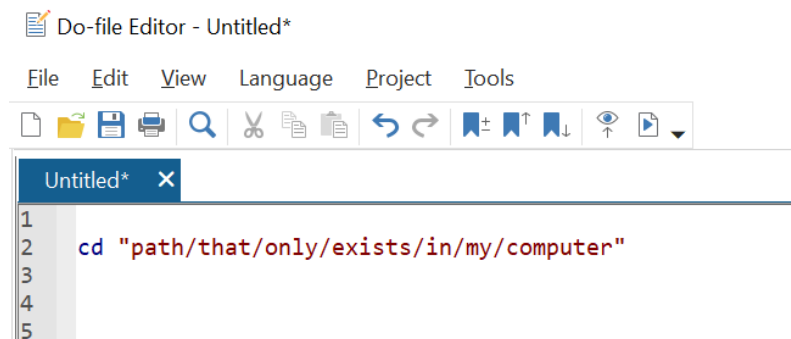 Do-file Editor - Untitled*
File Edit View Language Project Tools
Untitled*
1
2 cd "path/that/only/exists/in/my/computer"
3
4
5